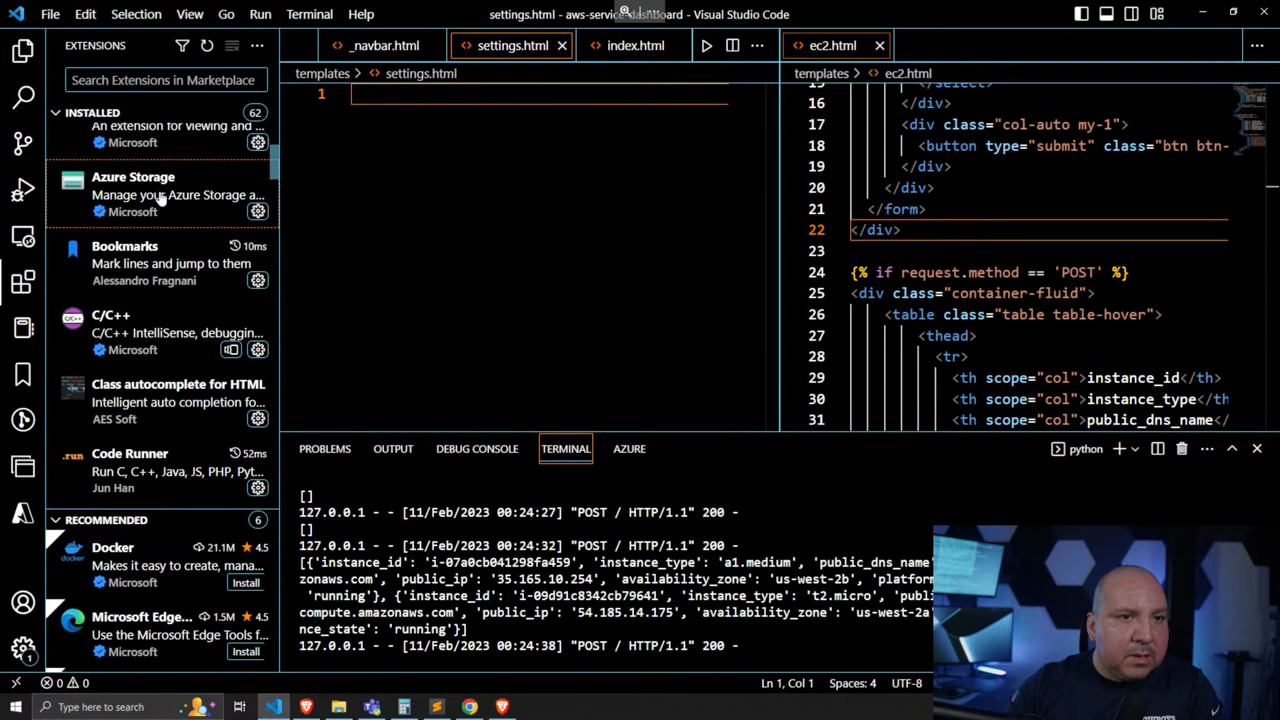 File Edit Selection View Go Run Terminal Help
settings.html - aws-service-dashboard - Visual Studio Code
EXTENSIONS
Search Extensions in Marketplace
INSTALLED 62
An extension for viewing and ...
Microsoft
Azure Storage
Manage your Azure Storage a...
Microsoft
Bookmarks 10ms
Mark lines and jump to them
Alessandro Fragnani
C/C++
C/C++ IntelliSense, debuggin...
Microsoft
Class autocomplete for HTML
Intelligent auto completion fo...
AES Soft
Code Runner 52ms
Run C, C++, Java, JS, PHP, Pyt...
Jun Han
RECOMMENDED 6
Docker 21.1M 4.5
Makes it easy to create, mana...
Microsoft Install
Microsoft Edge... 1.5M 4.5
Use the Microsoft Edge Tools f...
Microsoft Install
1
_navbar.html settings.html index.html
templates > settings.html
1
ec2.html
templates > ec2.html
15 </select>
16 </div>
17 <div class="col-auto my-1">
18 <button type="submit" class="btn btn-
19 </div>
20 </div>
21 </form>
22 </div>
23
24 {% if request.method == 'POST' %}
25 <div class="container-fluid">
26 <table class="table table-hover">
27 <thead>
28 <tr>
29 <th scope="col">instance_id</th>
30 <th scope="col">instance_type</th>
31 <th scope="col">public_dns_name</
PROBLEMS OUTPUT DEBUG CONSOLE TERMINAL AZURE
python
[]
127.0.0.1 - - [11/Feb/2023 00:24:27] "POST / HTTP/1.1" 200 -
[]
127.0.0.1 - - [11/Feb/2023 00:24:32] "POST / HTTP/1.1" 200 -
[{'instance_id': 'i-07a0cb041298fa459', 'instance_type': 'a1.medium', 'public_dns_name'
zonaws.com', 'public_ip': '35.165.10.254', 'availability_zone': 'us-west-2b', 'platform
'running'}, {'instance_id': 'i-09d91c8342cb79641', 'instance_type': 't2.micro', 'public
compute.amazonaws.com', 'public_ip': '54.185.14.175', 'availability_zone': 'us-west-2a'
nce_state': 'running'}]
127.0.0.1 - - [11/Feb/2023 00:24:38] "POST / HTTP/1.1" 200 -
0 0
Ln 1, Col 1 Spaces: 4 UTF-8
Type here to search